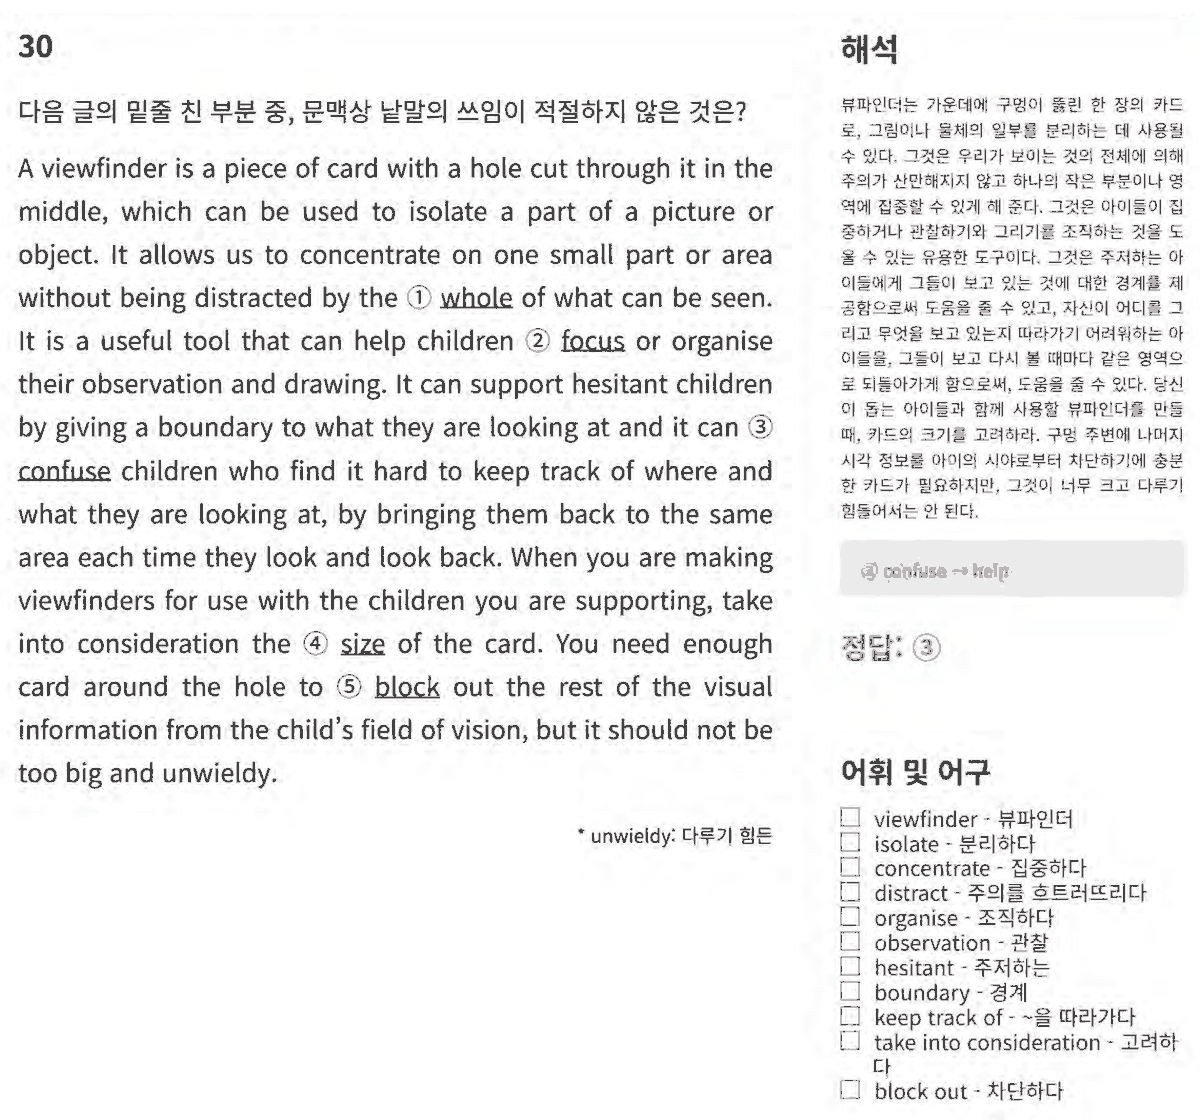 30
다음 글의 밑줄 친 부분 중, 문맥상 낱말의 쓰임이 적절하지 않은 것은?
A viewfinder is a piece of card with a hole cut through it in the
middle, which can be used to isolate a part of a picture or
object. It allows us to concentrate on one small part or area
without being distracted by the ① whole of what can be seen.
It is a useful tool that can help children ② focus or organise
their observation and drawing. It can support hesitant children
by giving a boundary to what they are looking at and it can ③
confuse children who find it hard to keep track of where and
what they are looking at, by bringing them back to the same
area each time they look and look back. When you are making
viewfinders for use with the children you are supporting, take
into consideration the ④ size of the card. You need enough
card around the hole to ⑤ block out the rest of the visual
information from the child's field of vision, but it should not be
too big and unwieldy.
* unwieldy: 다루기 힘든
해석
뷰파인더는 가운데에 구멍이 뚫린 한 장의 카드
로, 그림이나 물체의 일부를 분리하는 데 사용될
수 있다. 그것은 우리가 보이는 것의 전체에 의해
주의가 산만해지지 않고 하나의 작은 부분이나 영
역에 집중할 수 있게 해 준다. 그것은 아이들이 집
중하거나 관찰하기와 그리기를 조직하는 것을 도
울 수 있는 유용한 도구이다. 그것은 주저하는 아
이들에게 그들이 보고 있는 것에 대한 경계를 제
공함으로써 도움을 줄 수 있고, 자신이 어디를 그
리고 무엇을 보고 있는지 따라가기 어려워하는 아
이들을, 그들이 보고 다시 볼 때마다 같은 영역으
로 되돌아가게 함으로써, 도움을 줄 수 있다. 당신
이 돕는 아이들과 함께 사용할 뷰파인더를 만들
때, 카드의 크기를 고려하라. 구멍 주변에 나머지
시각 정보를 아이의 시야로부터 차단하기에 충분
한 카드가 필요하지만, 그것이 너무 크고 다루기
힘들어서는 안 된다.
③ confuse → help
정답: ③
어휘 및 어구
□ viewfinder - 뷰파인더
□ isolate - 분리하다
□ concentrate - 집중하다
□ distract - 주의를 흐트러뜨리다
□ organise - 조직하다
□ observation - 관찰
□ hesitant - 주저하는
□ boundary - 경계
□ keep track of - ~을 따라가다
□ take into consideration - 고려하
다
□ block out - 차단하다